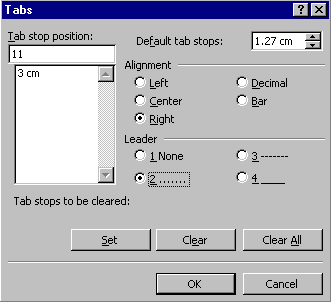 Tabs
Tab stop position:
11
3 cm
Default tab stops:
1.27 cm
Alignment
Left
Decimal
Center
Bar
Right
Leader
1 None
3 -------
2 .......
4 ____
Tab stops to be cleared:
Set
Clear
Clear All
OK
Cancel